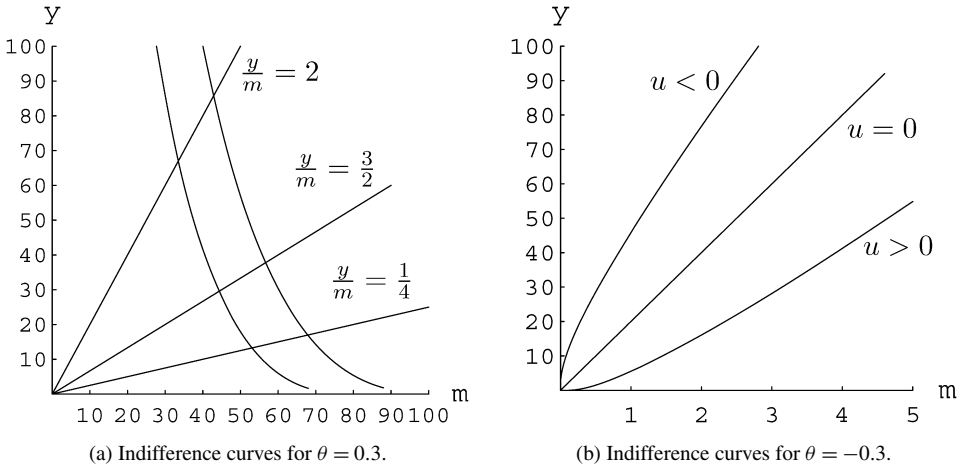 y
100
90
80
70
60
50
40
30
20
10
10 20 30 40 50 60 70 80 90 100 m
y/m = 2
y/m = 3/2
y/m = 1/4
(a) Indifference curves for θ = 0.3.
y
100
90
80
70
60
50
40
30
20
10
1 2 3 4 5 m
u < 0
u = 0
u > 0
(b) Indifference curves for θ = −0.3.